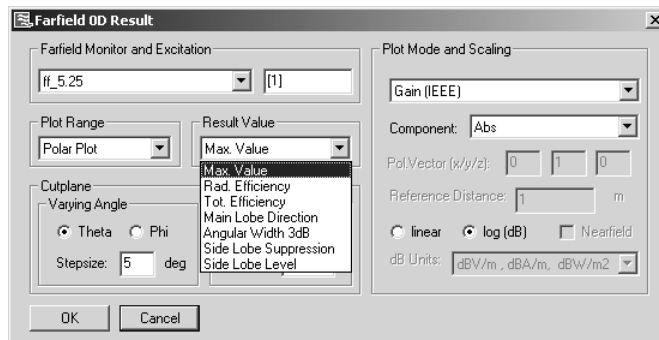 Farfield 0D Result
Farfield Monitor and Excitation
ff_5.25
[1]
Plot Range
Polar Plot
Result Value
Max. Value
Max. Value
Rad. Efficiency
Tot. Efficiency
Main Lobe Direction
Angular Width 3dB
Side Lobe Suppression
Side Lobe Level
Cutplane
Varying Angle
Theta Phi
Stepsize: 5 deg
Plot Mode and Scaling
Gain (IEEE)
Component: Abs
Pol.Vector (x/y/z): 0 1 0
Reference Distance: 1 m
linear log (dB) Nearfield
dB Units: dBV/m , dBA/m, dBW/m2
OK Cancel